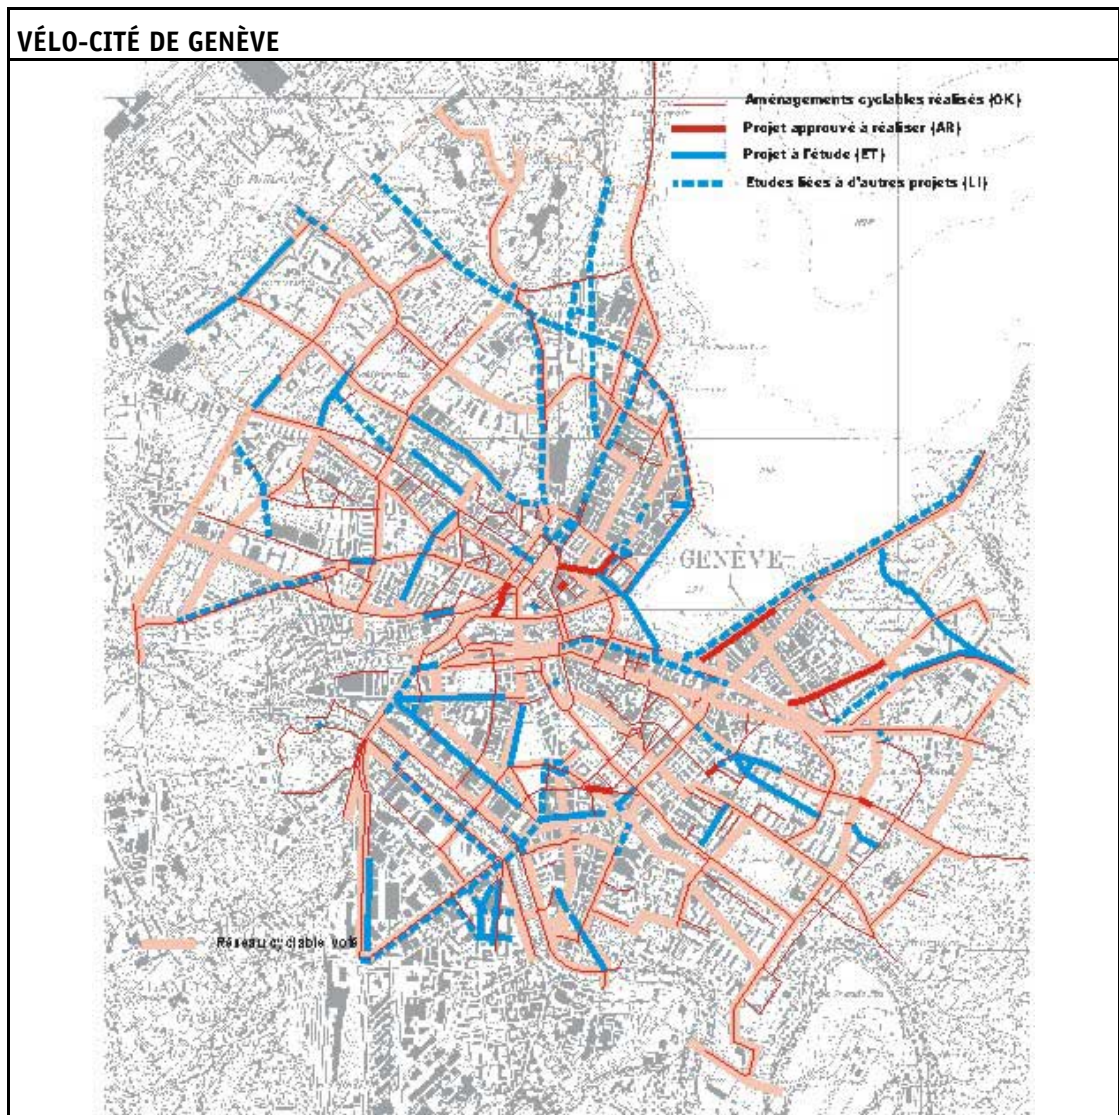 VÉLO-CITÉ DE GENÈVE
Aménagements cyclables réalisés (OK)
Projet approuvé à réaliser (AR)
Projet à l'étude (ET)
Etudes liées à d'autres projets (LI)
GENÈVE
Réseau cyclable voté